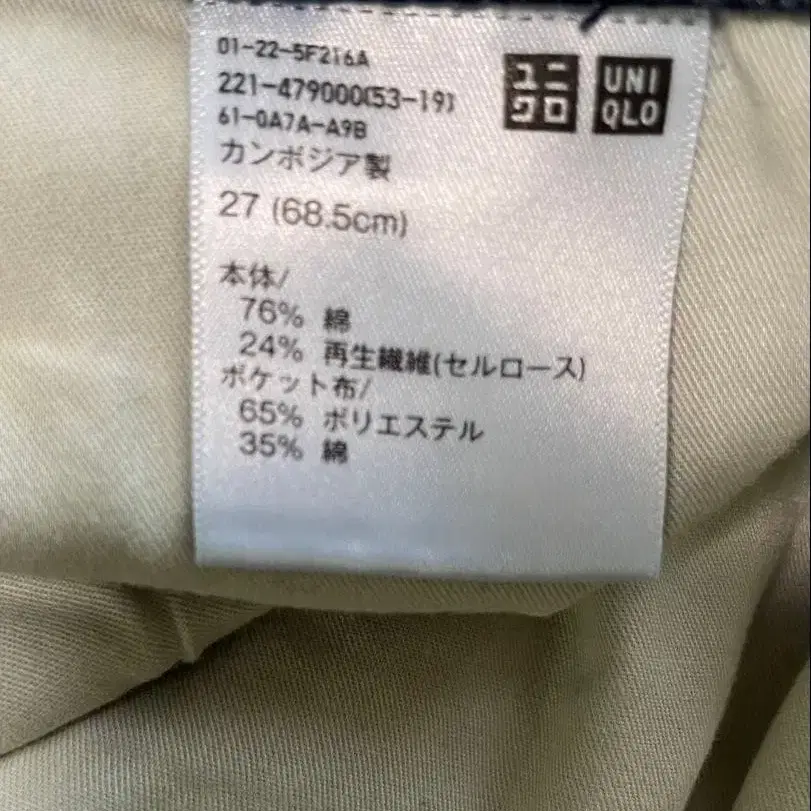 01-22-5F216A
221-479000(53-19)
61-0A7A-A9B
ユニクロ
UNIQLO
カンボジア製
27 (68.5cm)
本体/
76% 綿
24% 再生繊維(セルロース)
ポケット布/
65% ポリエステル
35% 綿